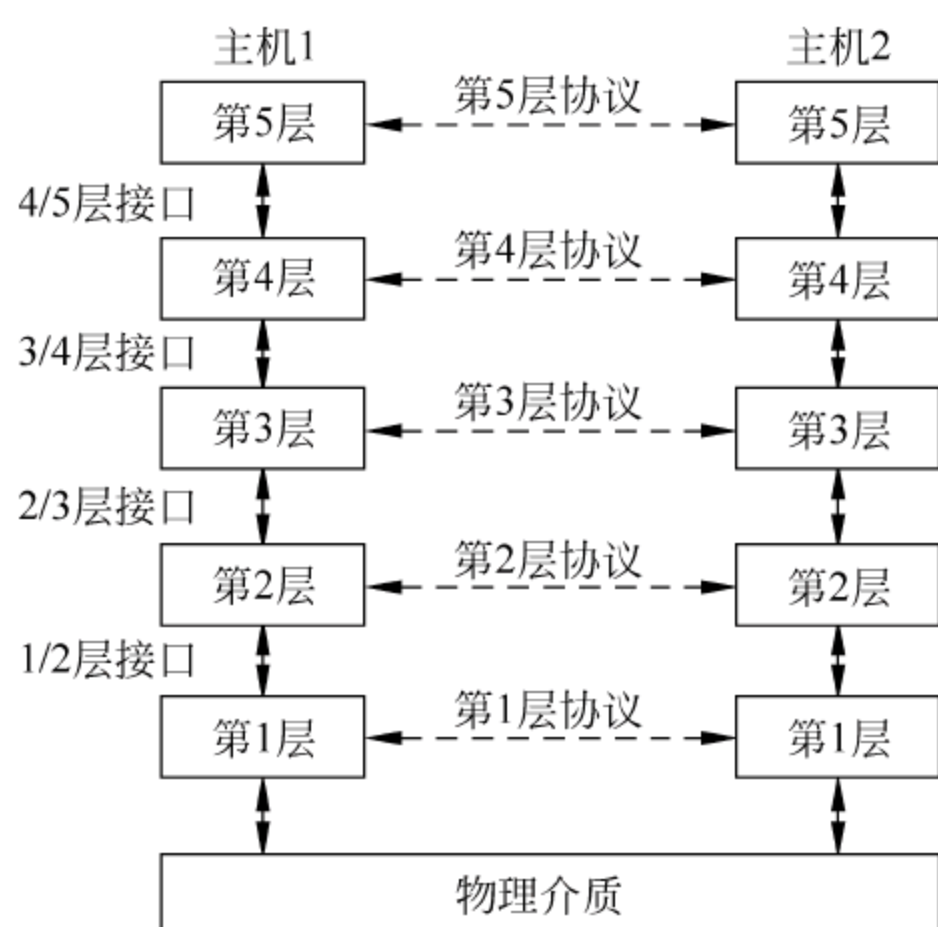 主机1
主机2
第5层
第5层协议
第5层
4/5层接口
第4层
第4层协议
第4层
3/4层接口
第3层
第3层协议
第3层
2/3层接口
第2层
第2层协议
第2层
1/2层接口
第1层
第1层协议
第1层
物理介质